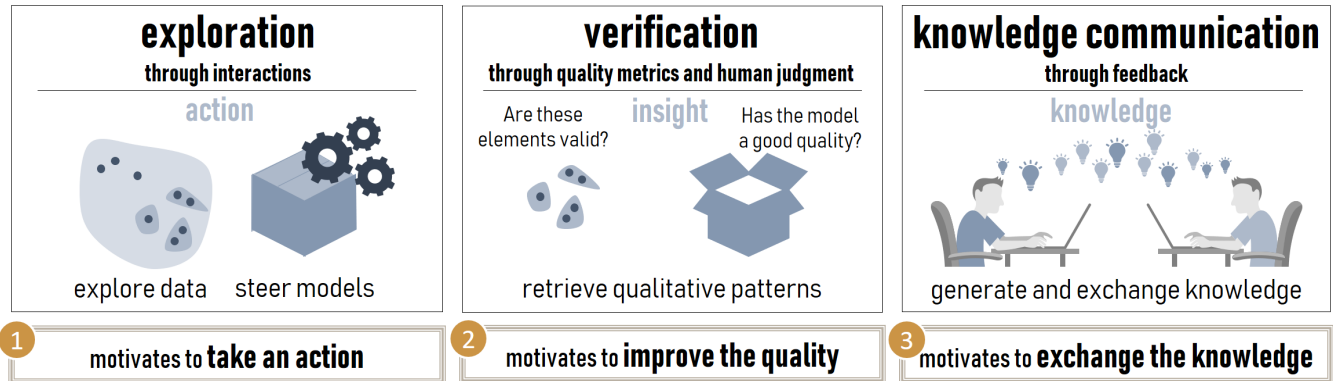 exploration
through interactions
action
explore data
steer models
1
motivates to take an action
verification
through quality metrics and human judgment
Are these
elements valid?
insight
Has the model
a good quality?
retrieve qualitative patterns
2
motivates to improve the quality
knowledge communication
through feedback
knowledge
generate and exchange knowledge
3
motivates to exchange the knowledge